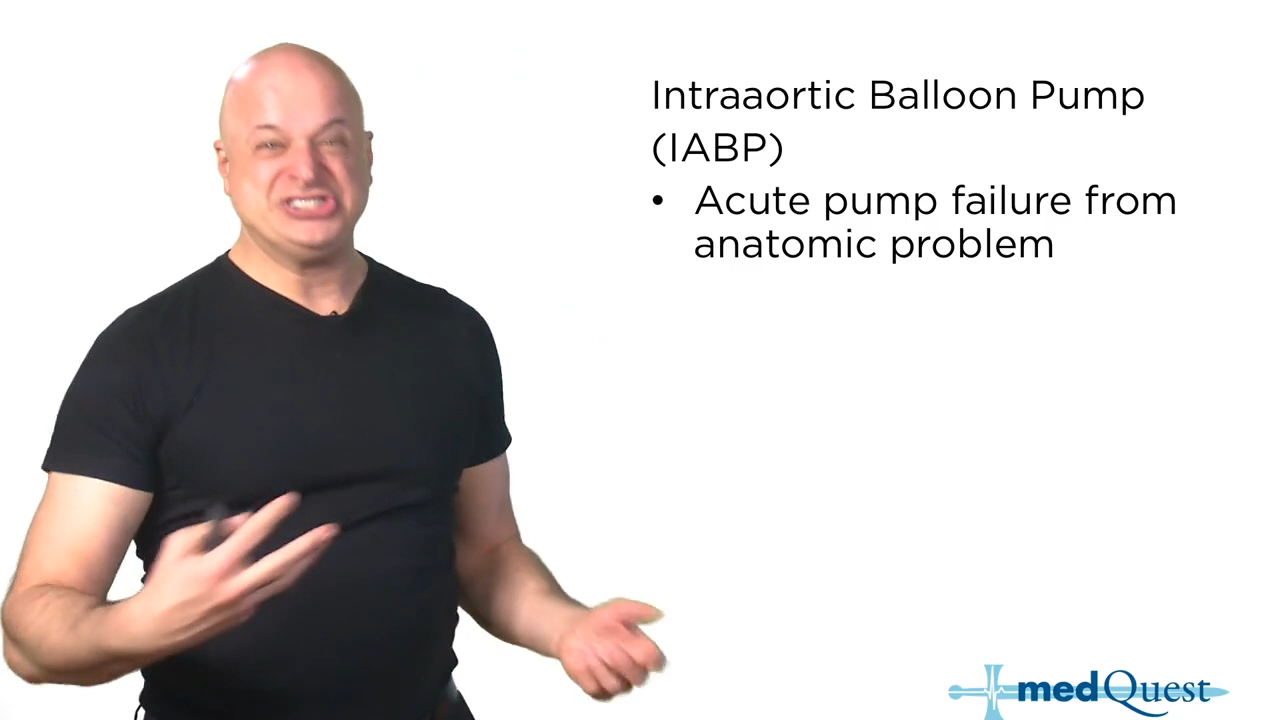 Intraaortic Balloon Pump
(IABP)
• Acute pump failure from
anatomic problem
medQuest